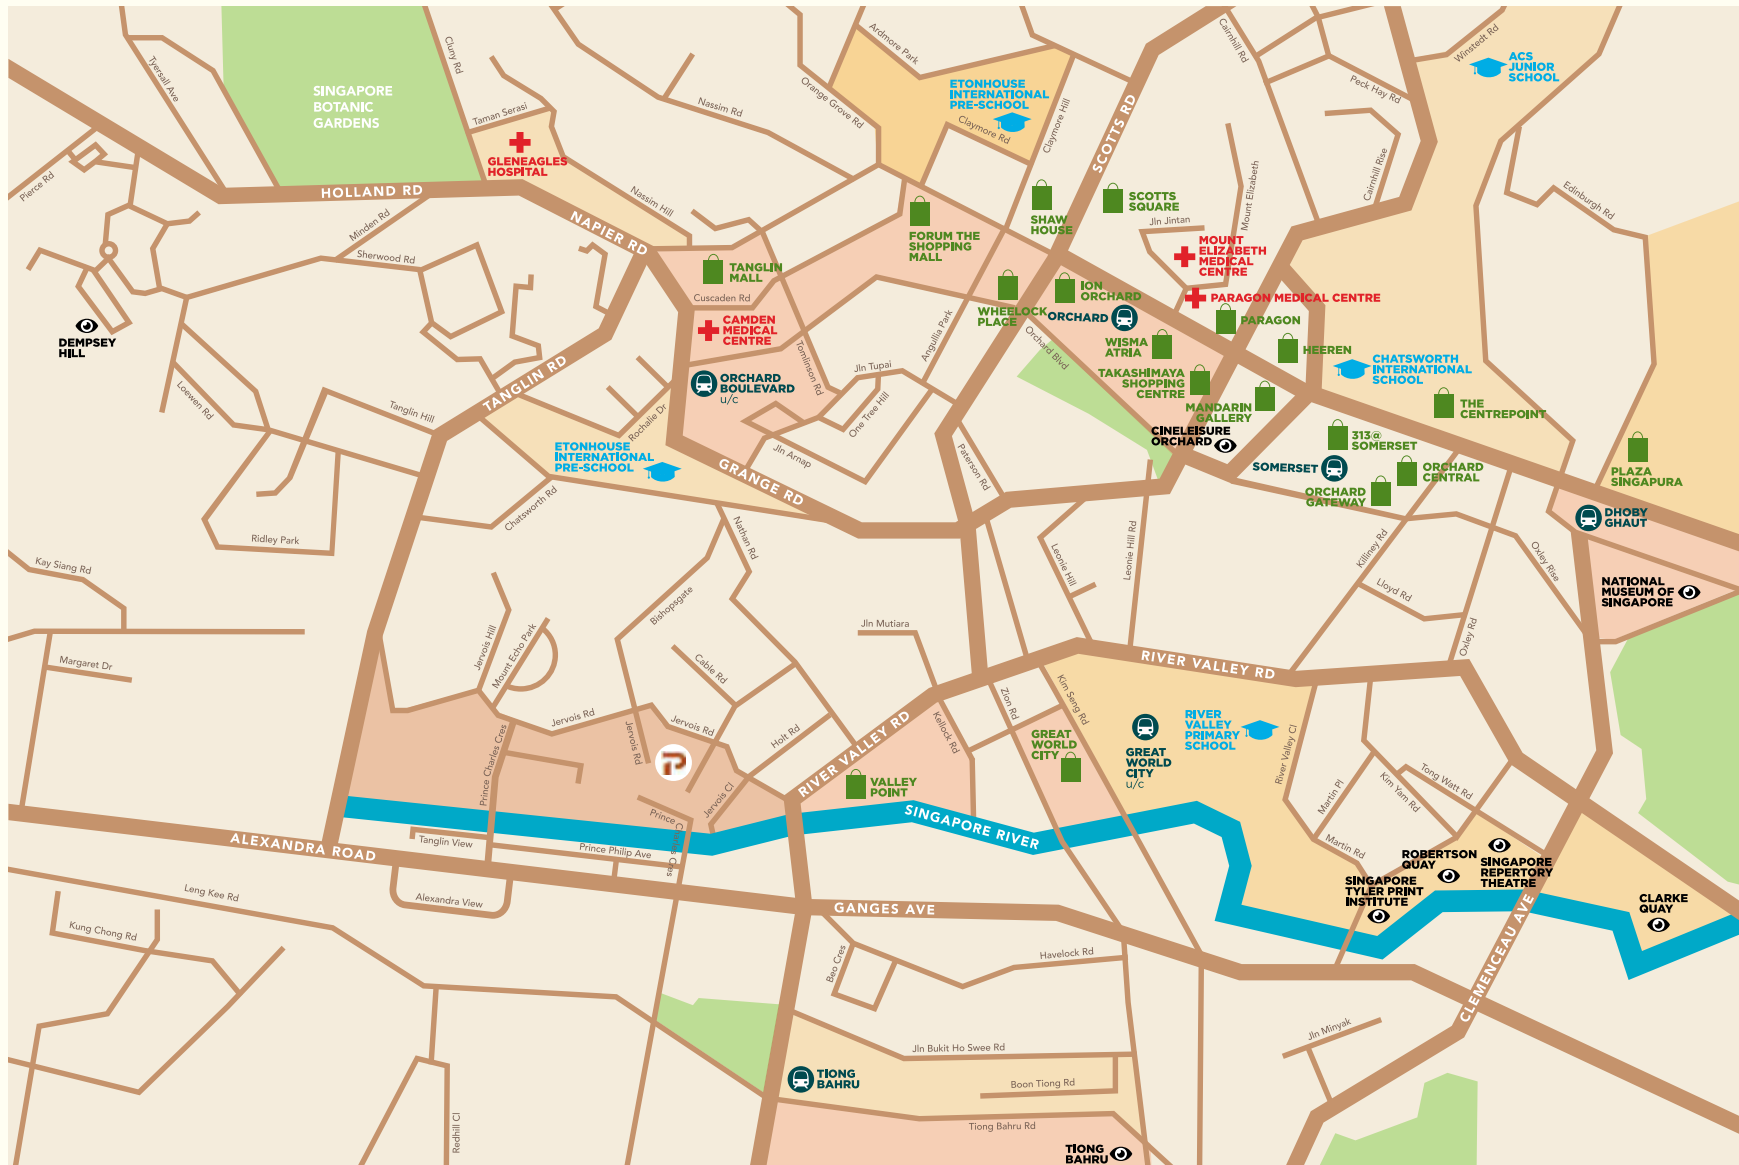 Ardmore Park
Cairnhill Rd
Winstedt Rd
Cluny Rd
Tyersall Ave
ACS
JUNIOR
SCHOOL
SINGAPORE
BOTANIC
GARDENS
ETONHOUSE
INTERNATIONAL
PRE-SCHOOL
Orange Grove Rd
Nassim Rd
Peck Hay Rd
Taman Serasi
Claymore Rd
Claymore Hill
SCOTTS RD
GLENEAGLES
HOSPITAL
Pierce Rd
HOLLAND RD
Nassim Hill
Cairnhill Rise
Mount Elizabeth
Edinburgh Rd
SHAW
HOUSE
SCOTTS
SQUARE
Jln Jintan
Minden Rd
NAPIER RD
FORUM THE
SHOPPING
MALL
MOUNT
ELIZABETH
MEDICAL
CENTRE
Sherwood Rd
TANGLIN
MALL
Cuscaden Rd
ION
ORCHARD
PARAGON MEDICAL CENTRE
WHEELOCK
PLACE
ORCHARD
PARAGON
CAMDEN
MEDICAL
CENTRE
DEMPSEY
HILL
Angullia Park
Orchard Blvd
WISMA
ATRIA
HEEREN
Tomlinson Rd
Jln Tupai
TAKASHIMAYA
SHOPPING
CENTRE
CHATSWORTH
INTERNATIONAL
SCHOOL
ORCHARD
BOULEVARD
u/c
TANGLIN RD
Loewen Rd
Tanglin Hill
Rochalie Dr
One Tree Hill
MANDARIN
GALLERY
THE
CENTREPOINT
CINELEISURE
ORCHARD
313@
SOMERSET
ETONHOUSE
INTERNATIONAL
PRE-SCHOOL
Jln Arnap
Paterson Rd
GRANGE RD
SOMERSET
ORCHARD
CENTRAL
ORCHARD
GATEWAY
PLAZA
SINGAPURA
Chatsworth Rd
DHOBY
GHAUT
Ridley Park
Nathan Rd
Leonie Hill
Leonie Hill Rd
Killiney Rd
Oxley Rise
Kay Siang Rd
Lloyd Rd
NATIONAL
MUSEUM OF
SINGAPORE
Bishopsgate
Jln Mutiara
Oxley Rd
Jervois Hill
Mount Echo Park
Margaret Dr
Cable Rd
RIVER VALLEY RD
Zion Rd
Kim Seng Rd
Jervois Rd
Jervois Rd
Jervois Rd
Kellock Rd
Holt Rd
RIVER VALLEY RD
GREAT
WORLD
CITY
GREAT
WORLD
CITY
u/c
RIVER
VALLEY
PRIMARY
SCHOOL
River Valley Cl
Prince Charles Cres
Jervois Cl
VALLEY
POINT
Martin Pl
Kim Yam Rd
Tong Watt Rd
SINGAPORE RIVER
ALEXANDRA ROAD
Tanglin View
Prince Philip Ave
Martin Rd
ROBERTSON
QUAY
SINGAPORE
REPERTORY
THEATRE
SINGAPORE
TYLER PRINT
INSTITUTE
Leng Kee Rd
Alexandra View
GANGES AVE
CLARKE
QUAY
CLEMENCEAU AVE
Kung Chong Rd
Beo Cres
Havelock Rd
Jln Minyak
Jln Bukit Ho Swee Rd
TIONG
BAHRU
Boon Tiong Rd
Redhill Cl
Tiong Bahru Rd
TIONG
BAHRU